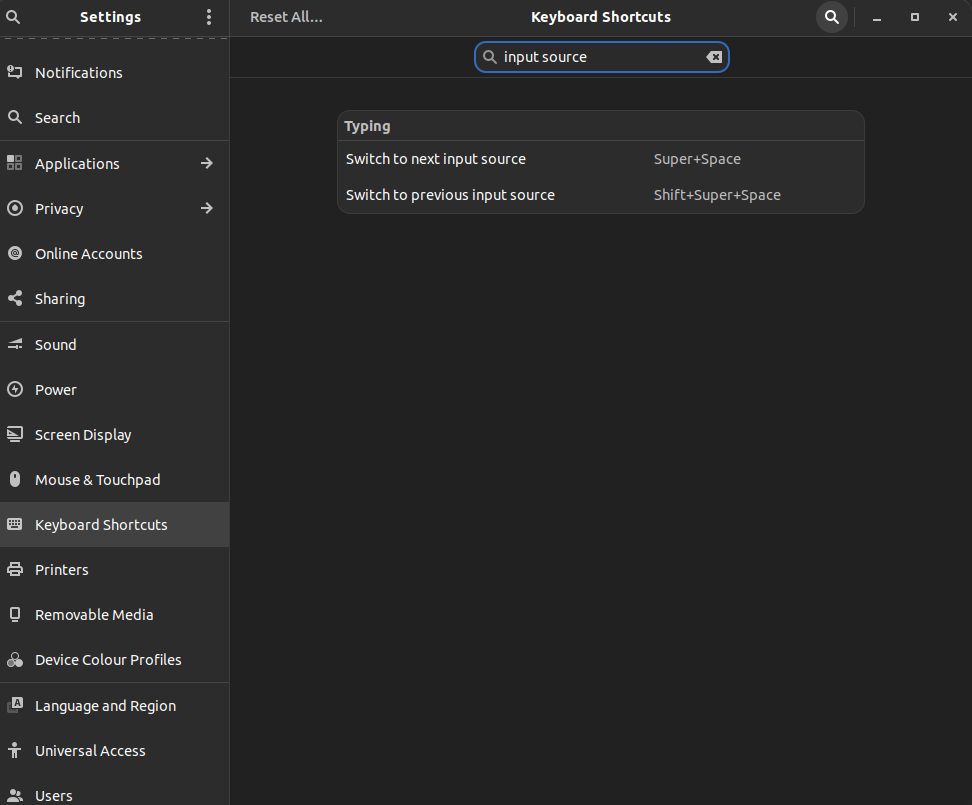 Settings
Reset All...
Keyboard Shortcuts
input source
Notifications
Search
Applications
Privacy
Online Accounts
Sharing
Sound
Power
Screen Display
Mouse & Touchpad
Keyboard Shortcuts
Printers
Removable Media
Device Colour Profiles
Language and Region
Universal Access
Users
Typing
Switch to next input source Super+Space
Switch to previous input source Shift+Super+Space